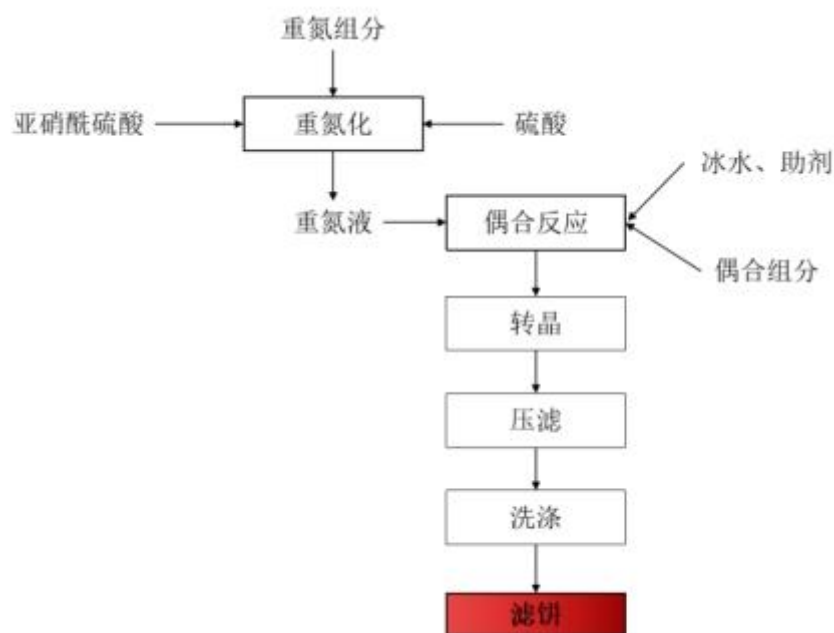 重氮组分
亚硝酰硫酸
重氮化
硫酸
冰水、助剂
重氮液
偶合反应
偶合组分
转晶
压滤
洗涤
滤饼